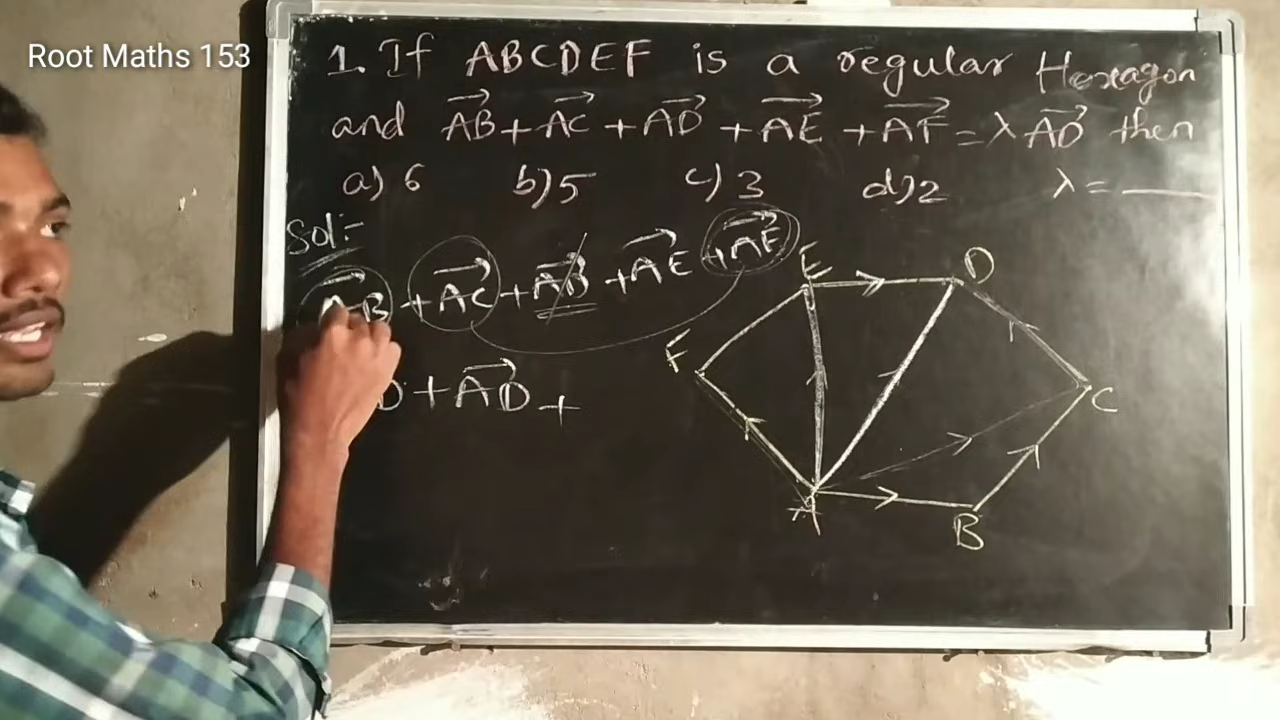 Root Maths 153
1. If ABCDEF is a regular Hexagon
and AB⃗ + AC⃗ + AD⃗ + AE⃗ + AF⃗ = λ AD⃗ then
a) 6 b) 5 c) 3 d) 2 λ = ____
Sol:-
AB⃗ + AC⃗ + AD⃗ + AE⃗ + AF⃗
D + AD⃗ +
E D
F C
A B